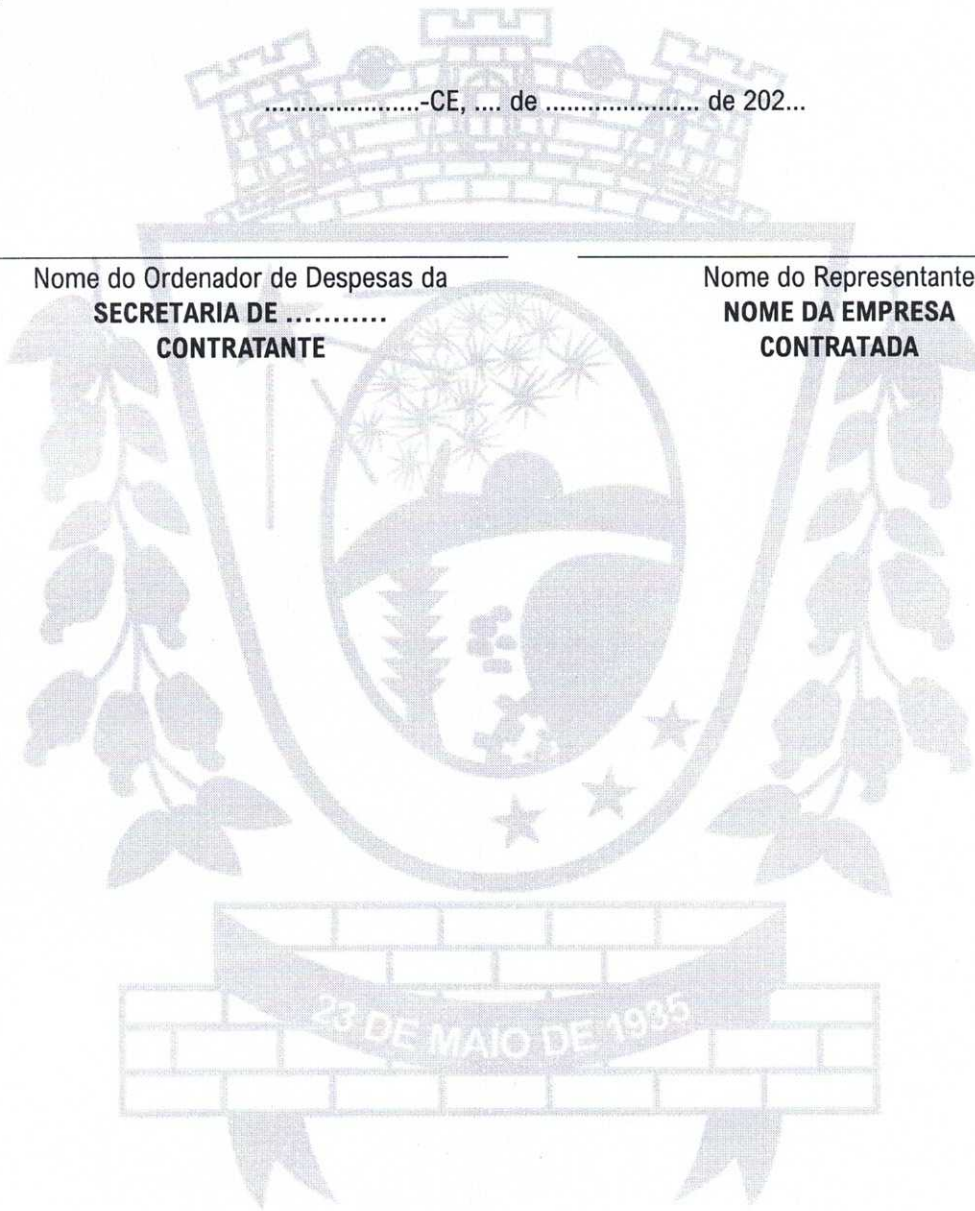 ......................-CE, .... de ...................... de 202...
Nome do Ordenador de Despesas da
SECRETARIA DE ...........
CONTRATANTE
Nome do Representante
NOME DA EMPRESA
CONTRATADA
23 DE MAIO DE 1935